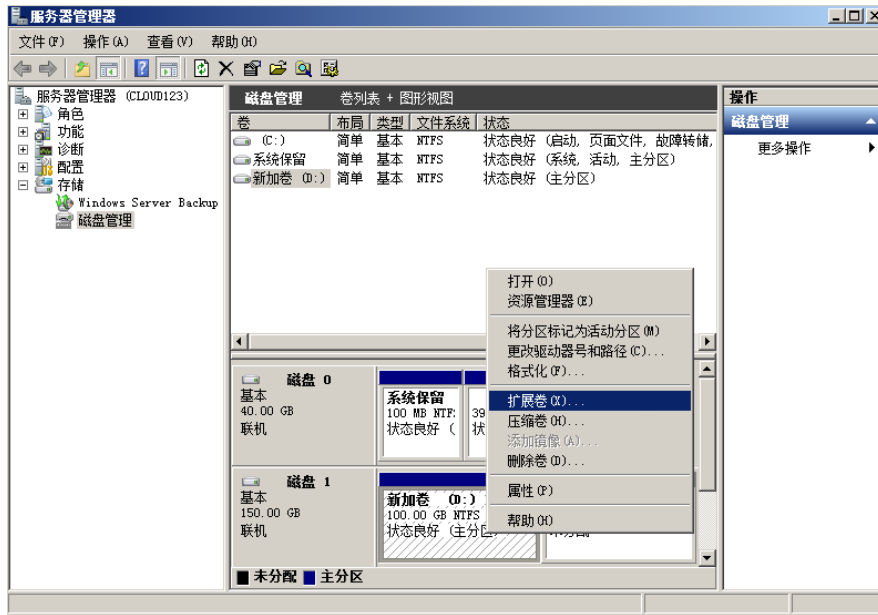 服务器管理器
文件(F) 操作(A) 查看(V) 帮助(H)
服务器管理器 (CLOUD123)
角色
功能
诊断
配置
存储
Windows Server Backup
磁盘管理
磁盘管理 卷列表 + 图形视图
卷 布局 类型 文件系统 状态
(C:) 简单 基本 NTFS 状态良好 (启动, 页面文件, 故障转储,
系统保留 简单 基本 NTFS 状态良好 (系统, 活动, 主分区)
新加卷 (D:) 简单 基本 NTFS 状态良好 (主分区)
打开(O)
资源管理器(E)
将分区标记为活动分区(M)
更改驱动器号和路径(C)...
格式化(F)...
扩展卷(X)...
压缩卷(H)...
添加镜像(A)...
删除卷(D)...
属性(P)
帮助(H)
磁盘 0
基本
40.00 GB
联机
系统保留
100 MB NTF:
状态良好 (
39
状
磁盘 1
基本
150.00 GB
联机
新加卷 (D:)
100.00 GB NTFS
状态良好 (主分区)
未分配 主分区
操作
磁盘管理
更多操作